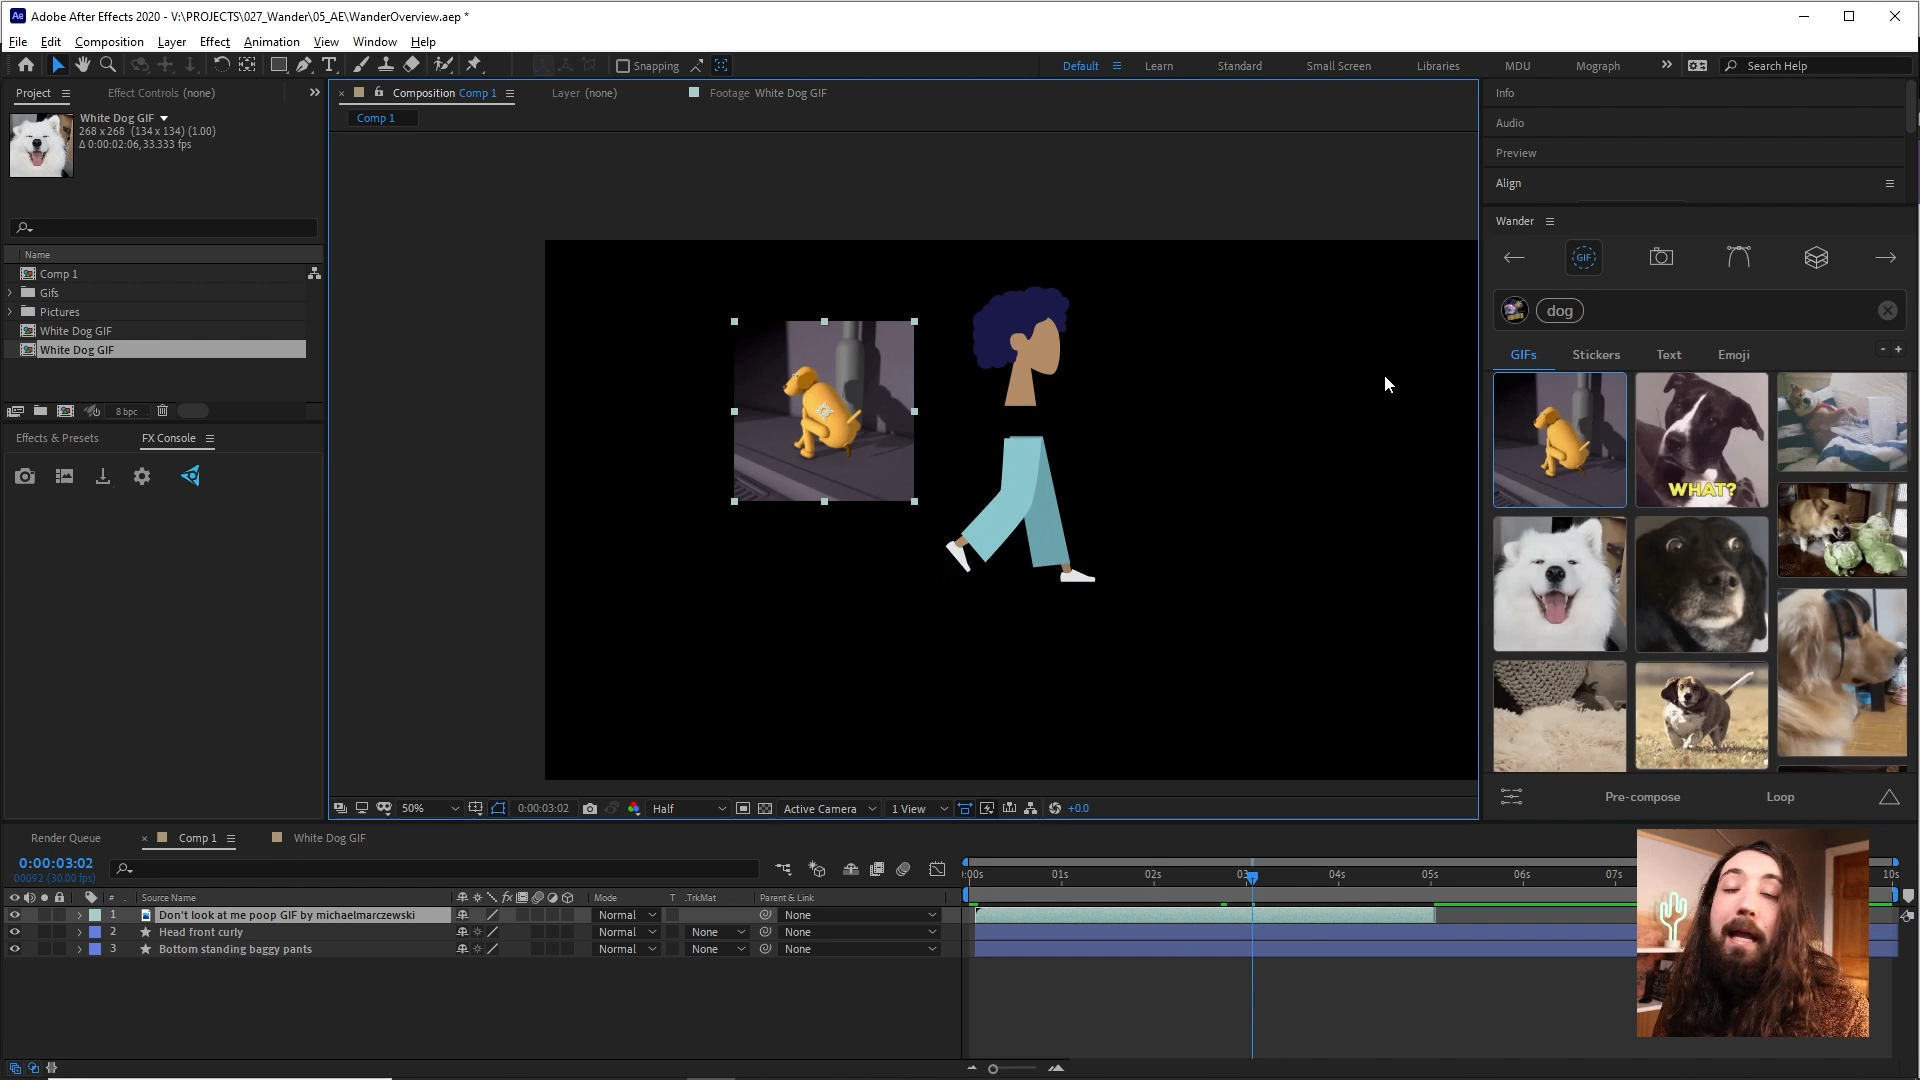 Ae Adobe After Effects 2020 - V:\PROJECTS\027_Wander\05_AE\WanderOverview.aep *
File Edit Composition Layer Effect Animation View Window Help
Snapping Default Learn Standard Small Screen Libraries MDU Mograph Search Help
Project Effect Controls (none)
White Dog GIF
268 x 268 (134 x 134) (1.00)
Δ 0:00:02:06, 33.333 fps
Name
Comp 1
Gifs
Pictures
White Dog GIF
White Dog GIF
8 bpc
Effects & Presets FX Console
Composition Comp 1 Layer (none) Footage White Dog GIF
Comp 1
50% 0:00:03:02 Half Active Camera 1 View +0.0
Info
Audio
Preview
Align
Wander
GIF
dog
GIFs Stickers Text Emoji - +
WHAT?
Pre-compose Loop
Render Queue Comp 1 White Dog GIF
0:00:03:02
00092 (30.00 fps)
# Source Name fx Mode T .TrkMat Parent & Link
:00s 01s 02s 03 04s 05s 06s 07s 10s
1 Don't look at me poop GIF by michaelmarczewski Normal None
2 Head front curly Normal None None
3 Bottom standing baggy pants Normal None None